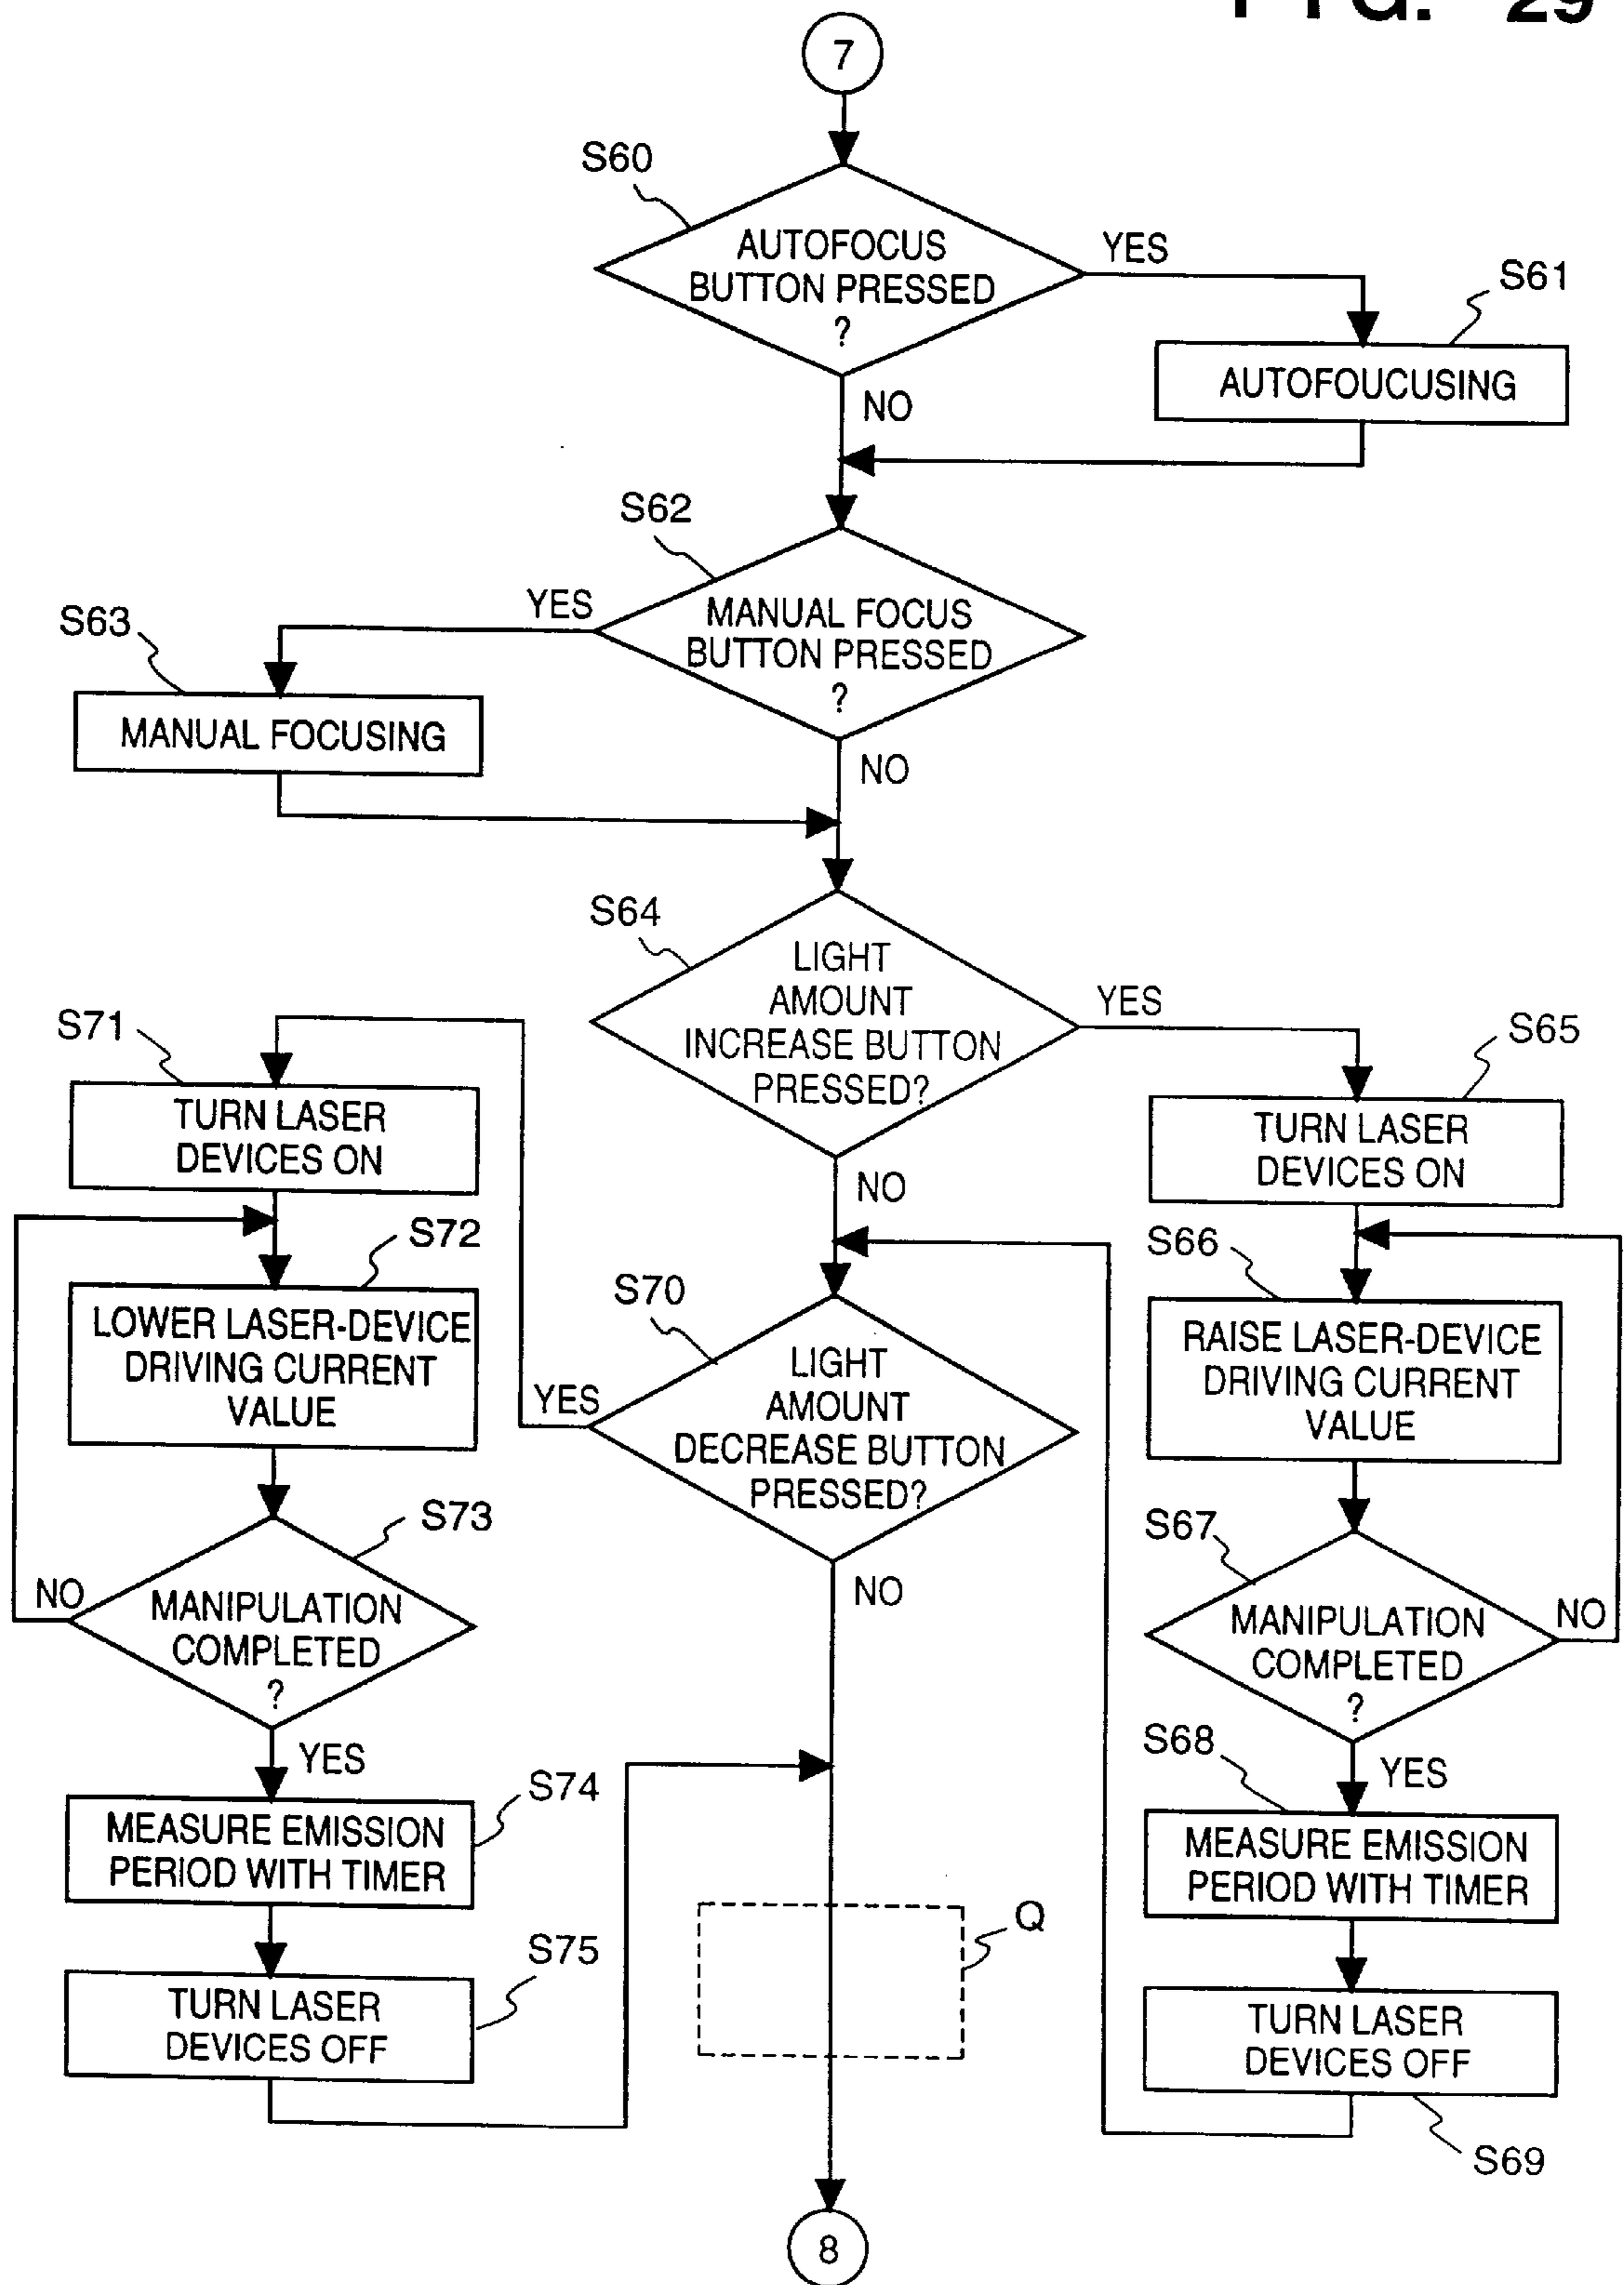 FIG. 29
7
S60
AUTOFOCUS
BUTTON PRESSED
?
YES
NO
S61
AUTOFOUCUSING
S62
MANUAL FOCUS
BUTTON PRESSED
?
YES
NO
S63
MANUAL FOCUSING
S64
LIGHT
AMOUNT
INCREASE BUTTON
PRESSED?
YES
NO
S65
TURN LASER
DEVICES ON
S66
RAISE LASER-DEVICE
DRIVING CURRENT
VALUE
S67
MANIPULATION
COMPLETED
?
NO
YES
S68
MEASURE EMISSION
PERIOD WITH TIMER
TURN LASER
DEVICES OFF
S69
S70
LIGHT
AMOUNT
DECREASE BUTTON
PRESSED?
YES
NO
S71
TURN LASER
DEVICES ON
S72
LOWER LASER-DEVICE
DRIVING CURRENT
VALUE
S73
MANIPULATION
COMPLETED
?
NO
YES
S74
MEASURE EMISSION
PERIOD WITH TIMER
S75
TURN LASER
DEVICES OFF
Q
8